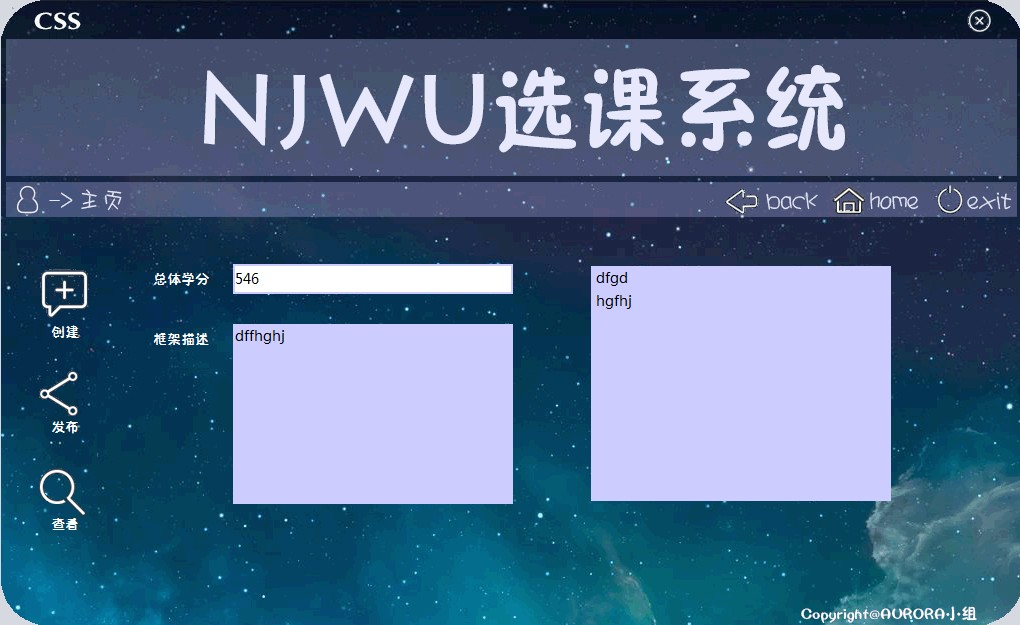 CSS
NJWU选课系统
-> 主页
back home exit
总体学分 546
dfgd
hgfhj
创建
框架描述 dffhghj
发布
查看
Copyright@AURORA小组